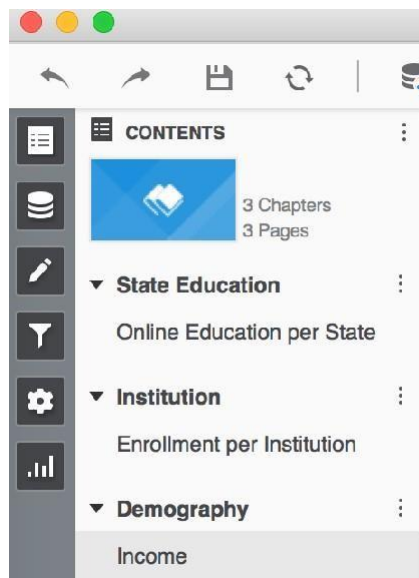 CONTENTS
3 Chapters
3 Pages
State Education
Online Education per State
Institution
Enrollment per Institution
Demography
Income